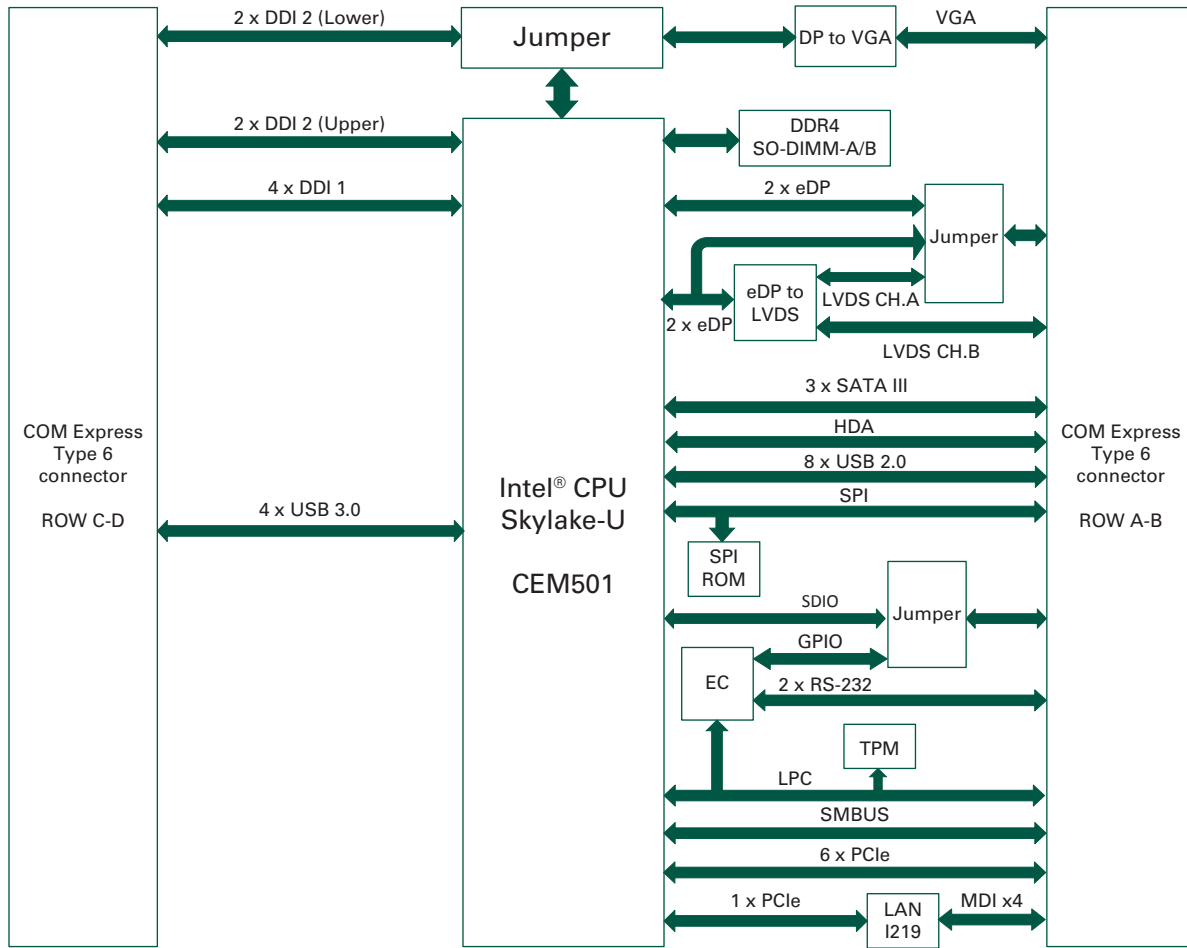 2 x DDI 2 (Lower)
Jumper
DP to VGA
VGA
2 x DDI 2 (Upper)
DDR4
SO-DIMM-A/B
4 x DDI 1
2 x eDP
Jumper
eDP to
LVDS
LVDS CH.A
2 x eDP
LVDS CH.B
3 x SATA III
HDA
8 x USB 2.0
SPI
COM Express
Type 6
connector
ROW C-D
4 x USB 3.0
Intel® CPU
Skylake-U
CEM501
COM Express
Type 6
connector
ROW A-B
SPI
ROM
SDIO
Jumper
GPIO
EC
2 x RS-232
TPM
LPC
SMBUS
6 x PCIe
1 x PCIe
LAN
I219
MDI x4